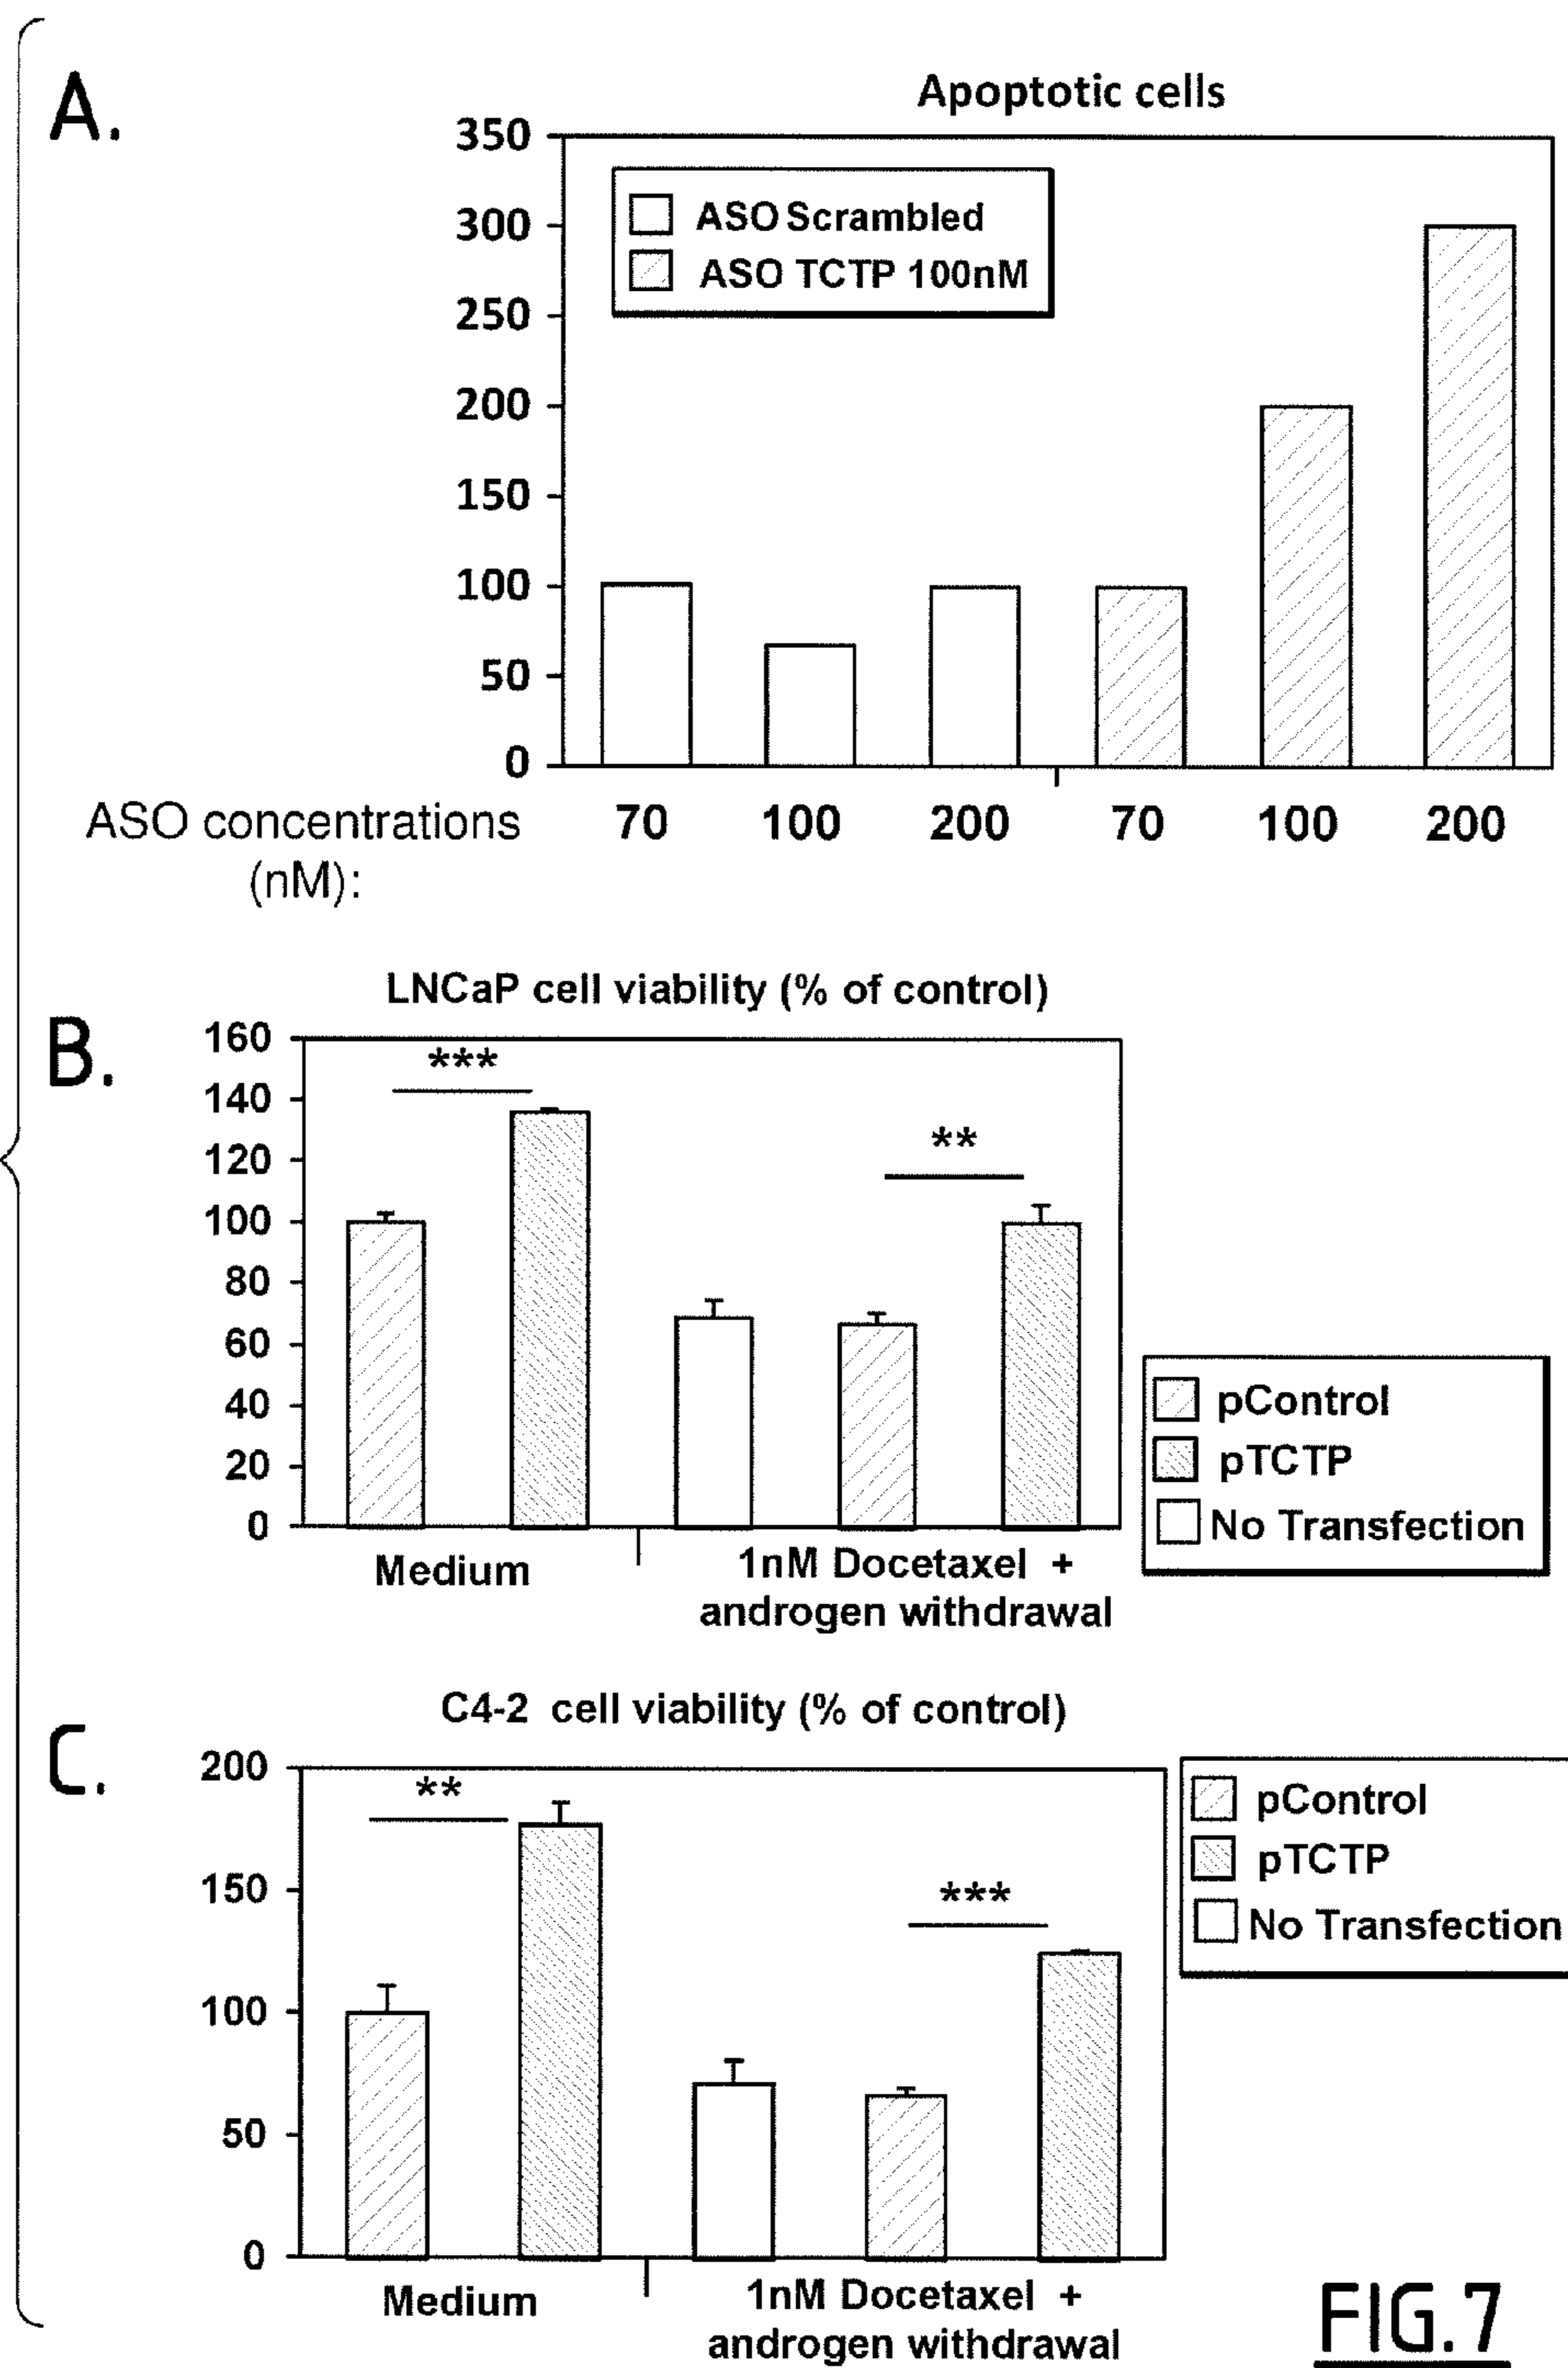 A.
Apoptotic cells
350
300
250
200
150
100
50
0
ASO Scrambled
ASO TCTP 100nM
ASO concentrations
(nM):
70 100 200 70 100 200
B.
LNCaP cell viability (% of control)
160
140
120
100
80
60
40
20
0
***
**
Medium
1nM Docetaxel +
androgen withdrawal
pControl
pTCTP
No Transfection
C.
C4-2 cell viability (% of control)
200
150
100
50
0
**
***
Medium
1nM Docetaxel +
androgen withdrawal
pControl
pTCTP
No Transfection
FIG.7